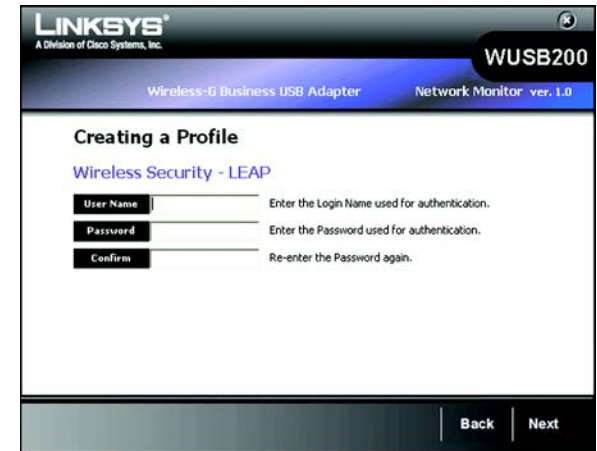 LINKSYS®
A Division of Cisco Systems, Inc.
WUSB200
Wireless-G Business USB Adapter Network Monitor ver. 1.0
Creating a Profile
Wireless Security - LEAP
User Name Enter the Login Name used for authentication.
Password Enter the Password used for authentication.
Confirm Re-enter the Password again.
Back Next